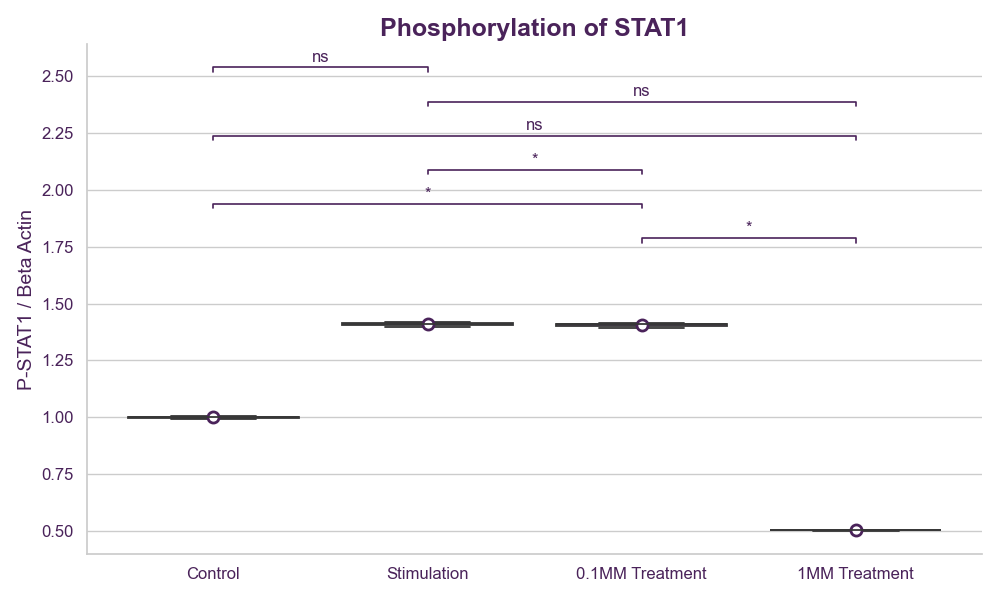 Phosphorylation of STAT1
ns
ns
ns
*
*
*
2.50
2.25
2.00
1.75
1.50
1.25
1.00
0.75
0.50
P-STAT1 / Beta Actin
Control
Stimulation
0.1MM Treatment
1MM Treatment